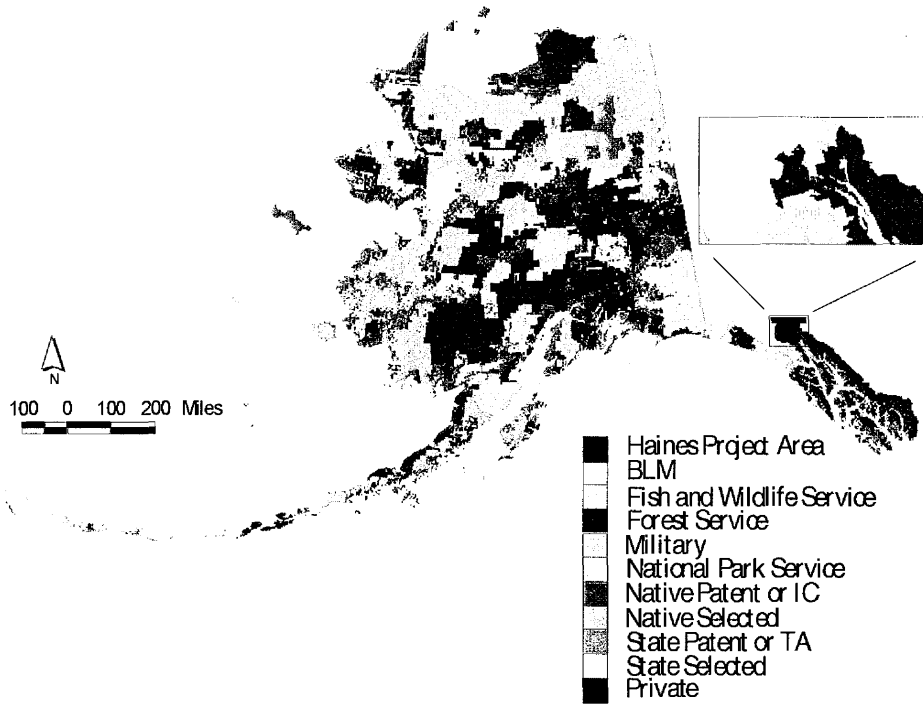 N
100 0 100 200 Miles
Haines Project Area
BLM
Fish and Wildlife Service
Forest Service
Military
National Park Service
Native Patent or IC
Native Selected
State Patent or TA
State Selected
Private